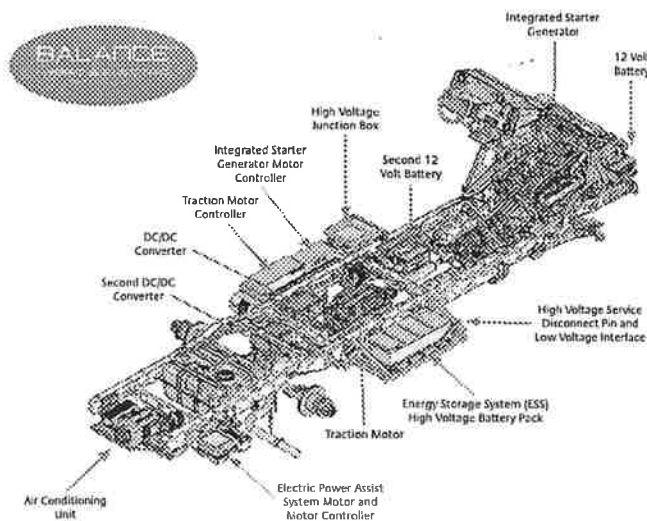 BALANCE
Integrated Starter
Generator
12 Volt
Battery
High Voltage
Junction Box
Integrated Starter
Generator Motor
Controller
Second 12
Volt Battery
Traction Motor
Controller
DC/DC
Converter
Second DC/DC
Converter
High Voltage Service
Disconnect Pin and
Low Voltage Interface
Energy Storage System (ESS)
High Voltage Battery Pack
Traction Motor
Electric Power Assist
System Motor and
Motor Controller
Air Conditioning
Unit